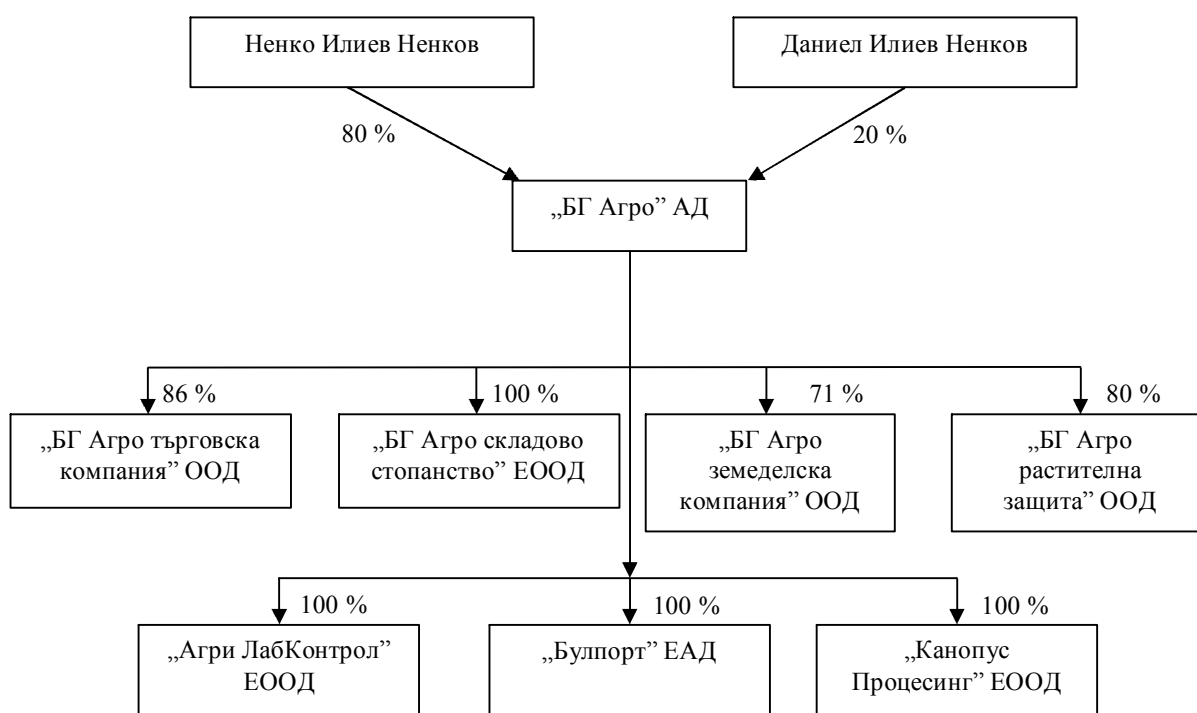 Ненко Илиев Ненков
Даниел Илиев Ненков
80 %
20 %
„БГ Агро” АД
86 %
100 %
71 %
80 %
„БГ Агро търговска
компания” ООД
„БГ Агро складово
стопанство” ЕООД
„БГ Агро
земеделска
компания” ООД
„БГ Агро
растителна
защита” ООД
100 %
100 %
100 %
„Агри ЛабКонтрол”
ЕООД
„Булпорт” ЕАД
„Канопус
Процесинг” ЕООД